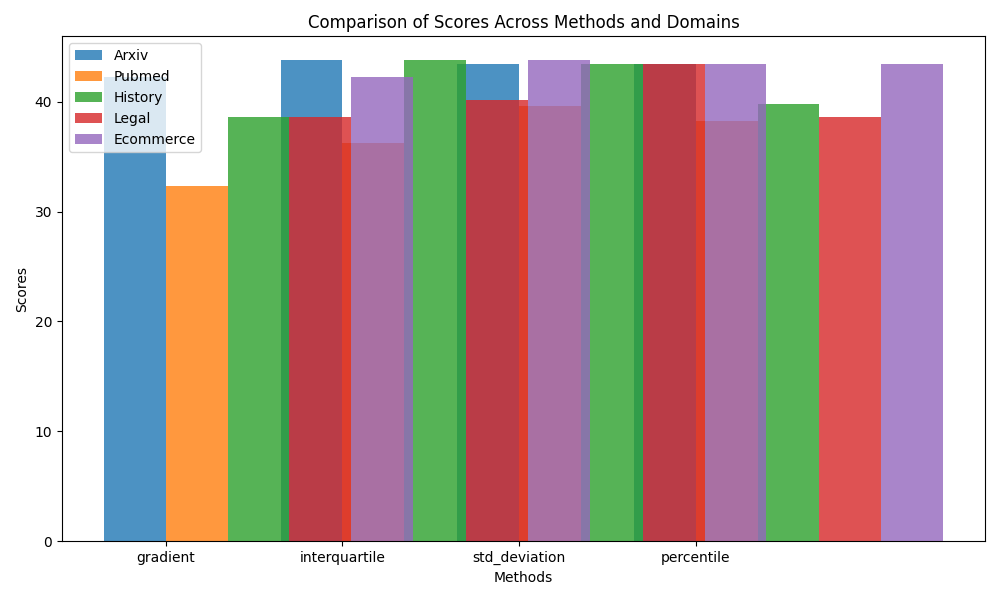 Comparison of Scores Across Methods and Domains
Arxiv
Pubmed
History
Legal
Ecommerce
Scores
40
30
20
10
0
gradient
interquartile
std_deviation
percentile
Methods